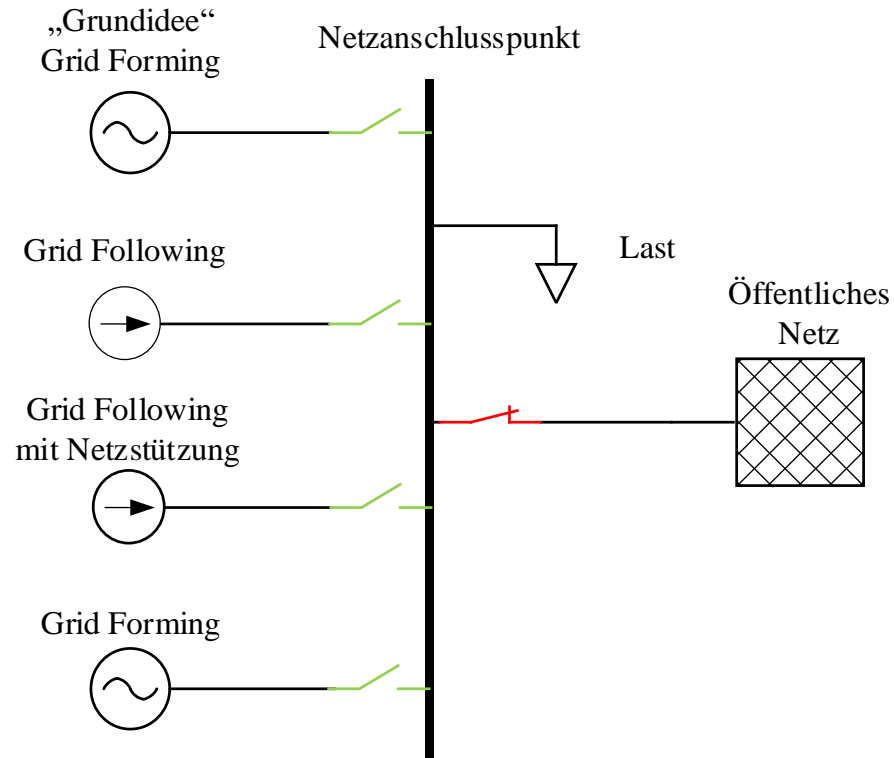 „Grundidee“
Grid Forming
Netzanschlusspunkt
Grid Following
Last
Öffentliches
Netz
Grid Following
mit Netzstützung
Grid Forming